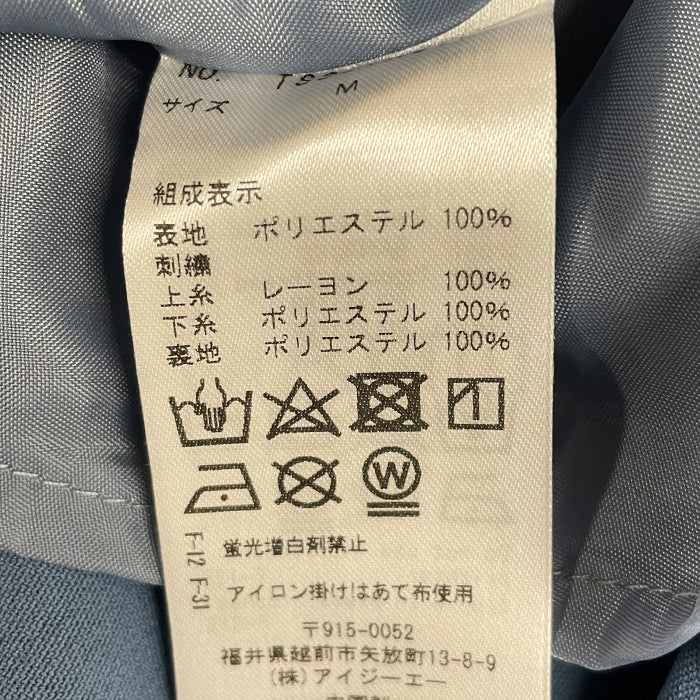 NO.
サイズ M
組成表示
表地 ポリエステル 100%
刺繍
上糸 レーヨン 100%
下糸 ポリエステル 100%
裏地 ポリエステル 100%
W
F-12 F-31
蛍光増白剤禁止
アイロン掛けはあて布使用
〒915-0052
福井県越前市矢放町13-8-9
(株)アイジーエー